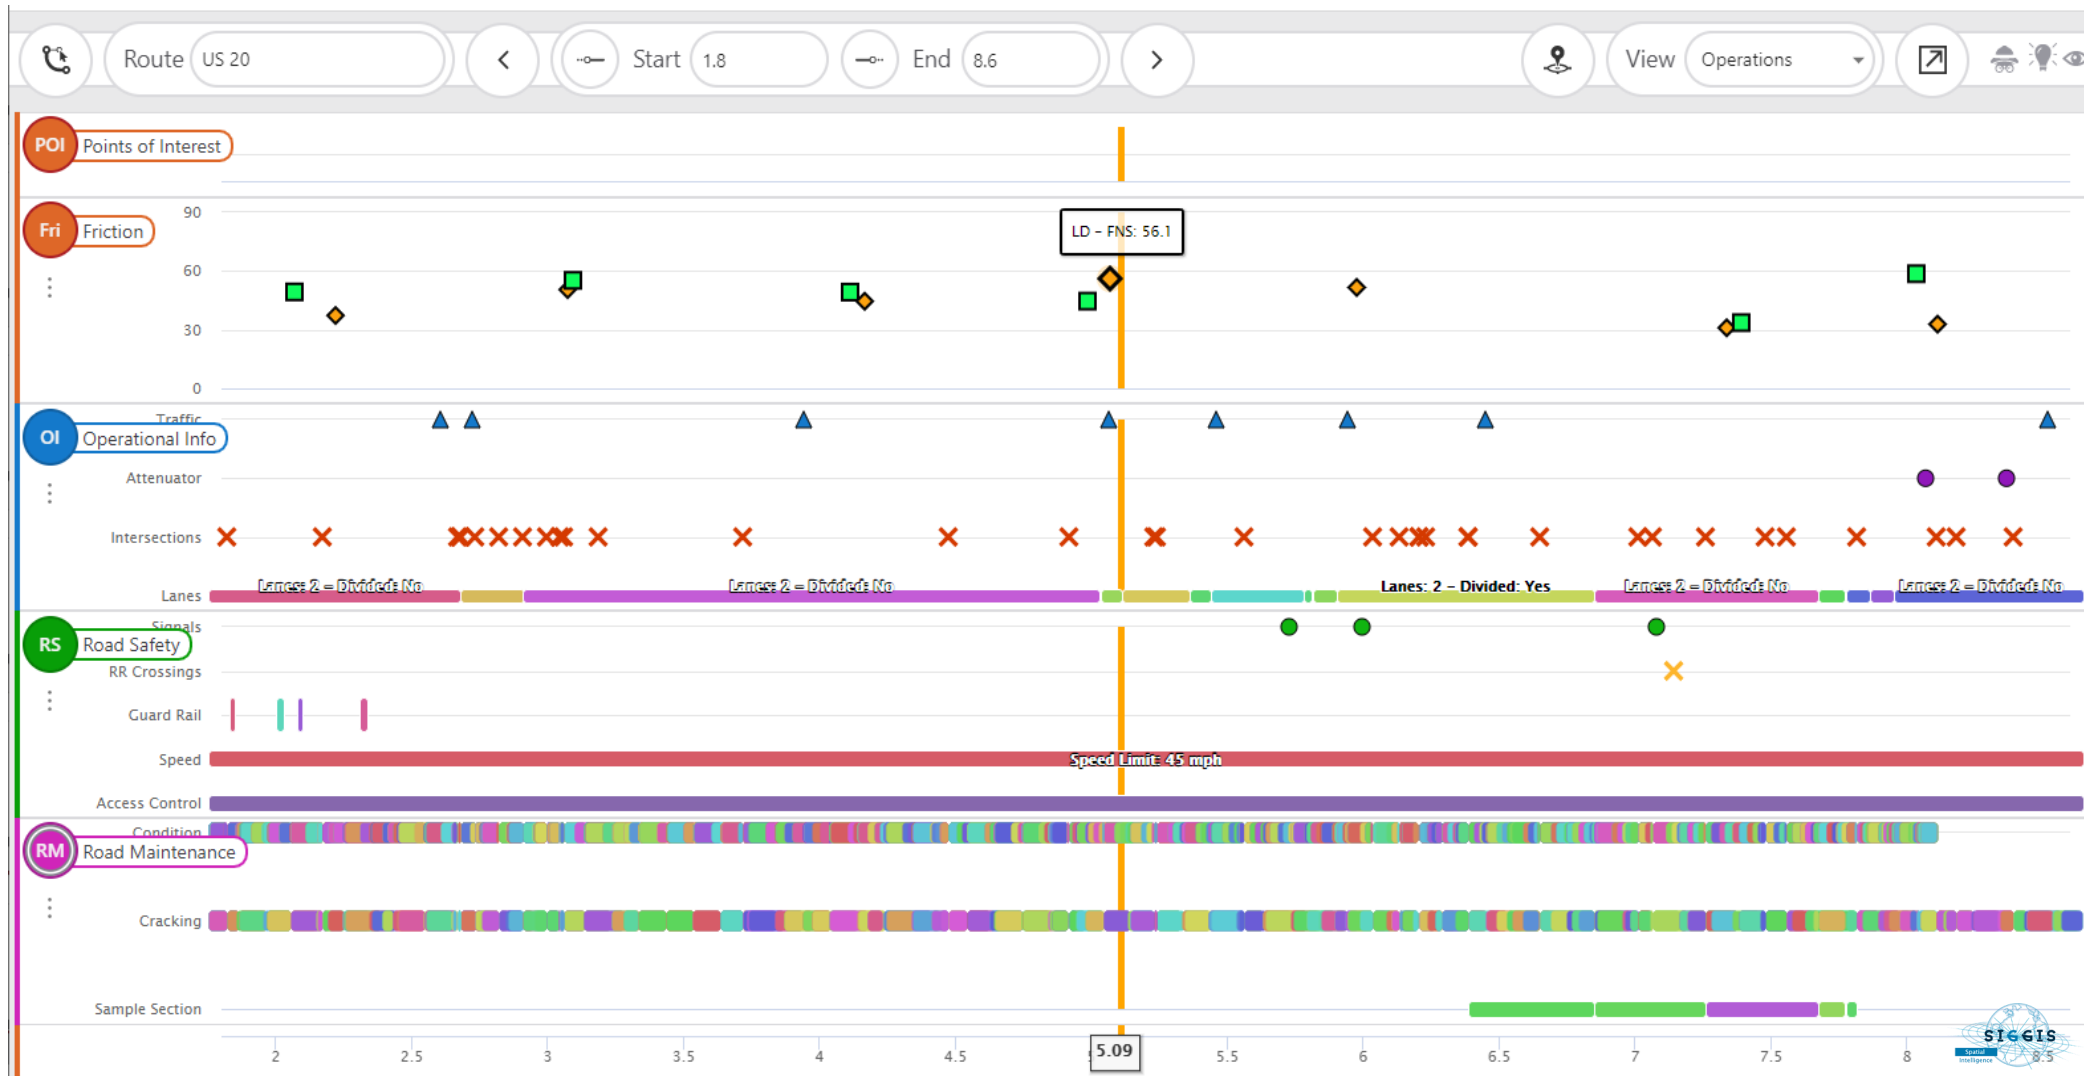 Route US 20 Start 1.8 End 8.6 View Operations
POI Points of Interest
Fri Friction
90
60
30
0
LD - FNS: 56.1
Traffic
OI Operational Info
Attenuator
Intersections
Lanes
Lanes: 2 - Divided: No
Lanes: 2 - Divided: No
Lanes: 2 - Divided: Yes
Lanes: 2 - Divided: No
Lanes: 2 - Divided: No
Signals
RS Road Safety
RR Crossings
Guard Rail
Speed
Speed Limit: 45 mph
Access Control
Condition
RM Road Maintenance
Cracking
Sample Section
2 2.5 3 3.5 4 4.5 5.09 5.5 6 6.5 7 7.5 8 8.5
SIGGIS
Spatial
Intelligence